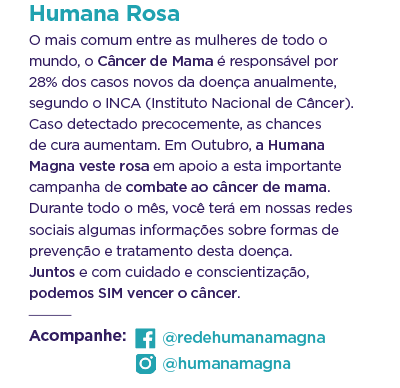 Humana Rosa
O mais comum entre as mulheres de todo o
mundo, o Câncer de Mama é responsável por
28% dos casos novos da doença anualmente,
segundo o INCA (Instituto Nacional de Câncer).
Caso detectado precocemente, as chances
de cura aumentam. Em Outubro, a Humana
Magna veste rosa em apoio a esta importante
campanha de combate ao câncer de mama.
Durante todo o mês, você terá em nossas redes
sociais algumas informações sobre formas de
prevenção e tratamento desta doença.
Juntos e com cuidado e conscientização,
podemos SIM vencer o câncer.
Acompanhe: @redehumanamagna
@humanamagna